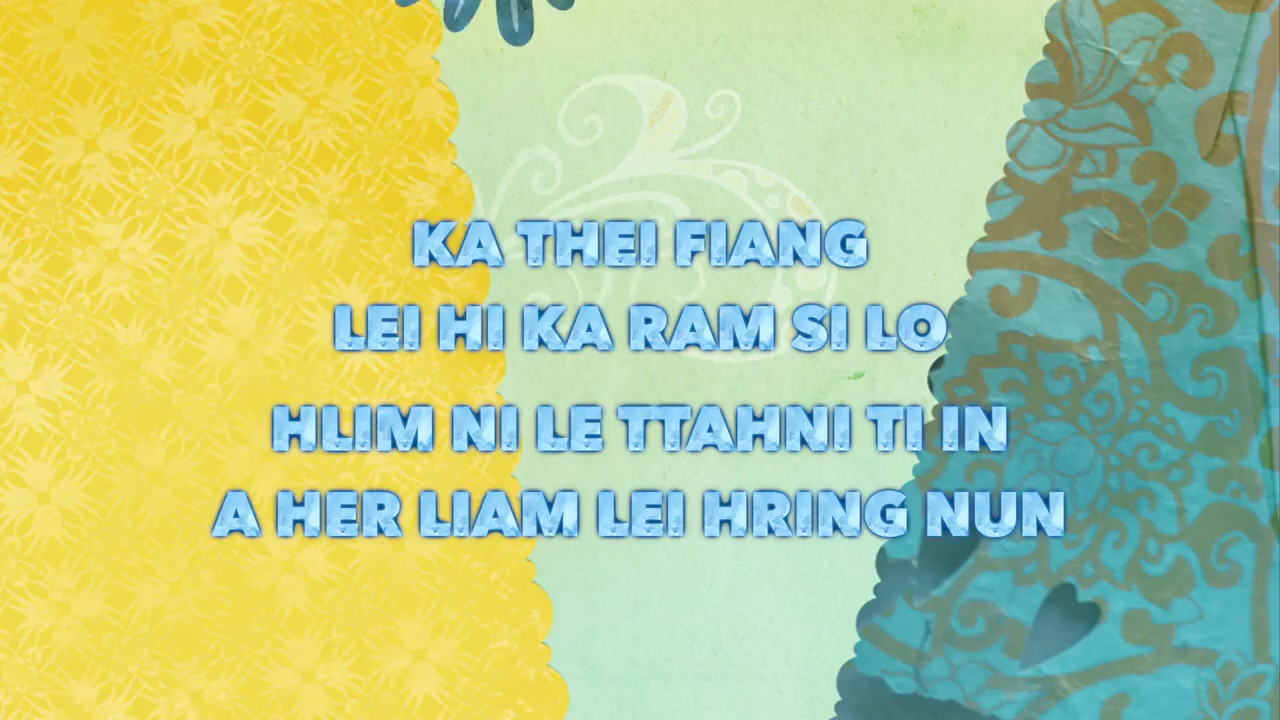 KA THEI FIANG
LEI HI KA RAM SI LO
HLIM NI LE TTAHNI TI IN
A HER LIAM LEI HRING NUN